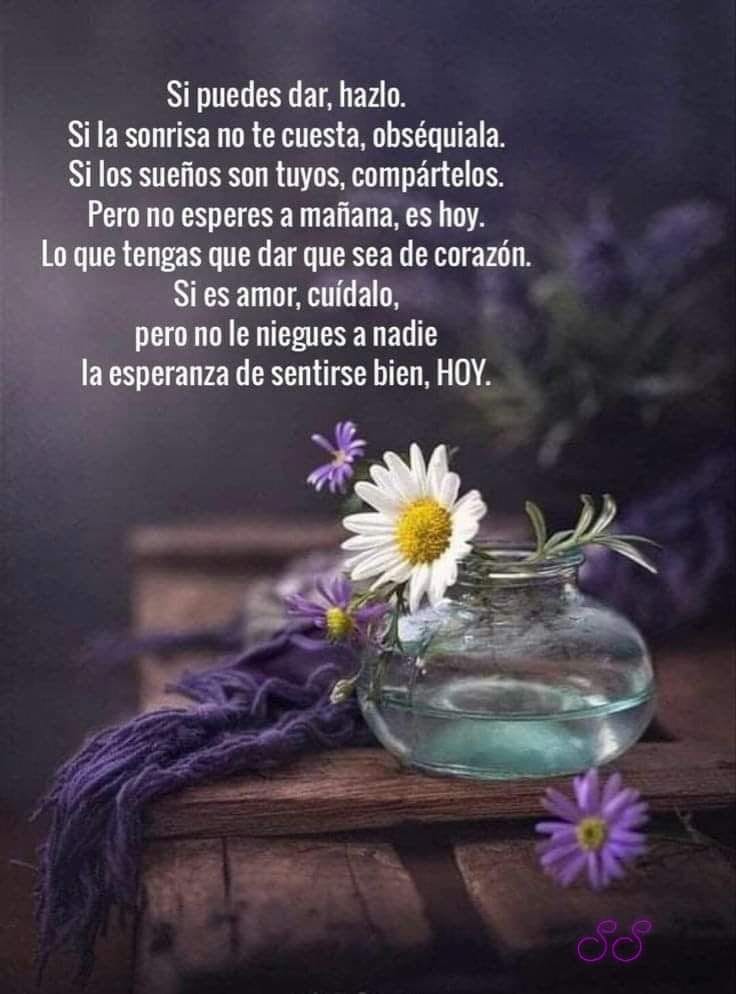 Si puedes dar, hazlo.
Si la sonrisa no te cuesta, obséquiala.
Si los sueños son tuyos, compártelos.
Pero no esperes a mañana, es hoy.
Lo que tengas que dar que sea de corazón.
Si es amor, cuídalo,
pero no le niegues a nadie
la esperanza de sentirse bien, HOY.
SS